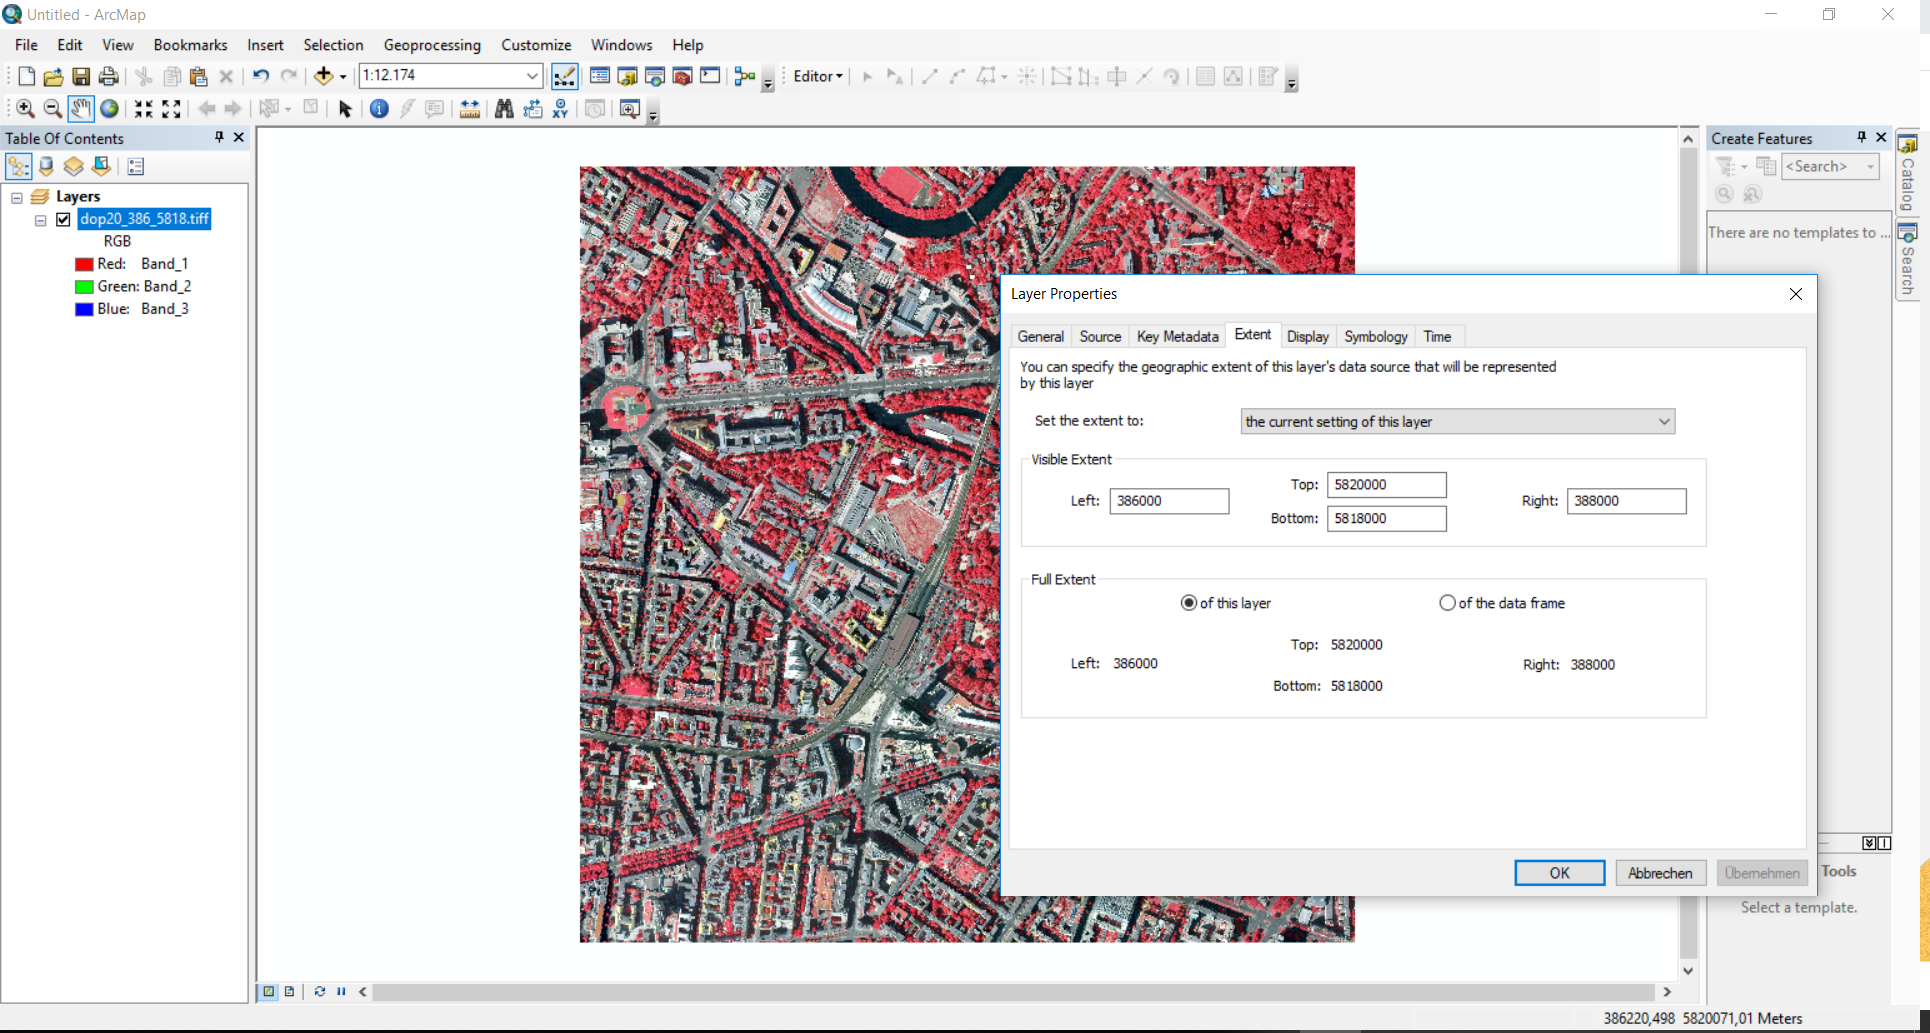 Untitled - ArcMap
File Edit View Bookmarks Insert Selection Geoprocessing Customize Windows Help
1:12.174
Editor
XY
Table Of Contents
Layers
dop20_386_5818.tiff
RGB
Red: Band_1
Green: Band_2
Blue: Band_3
Layer Properties
General Source Key Metadata Extent Display Symbology Time
You can specify the geographic extent of this layer's data source that will be represented
by this layer
Set the extent to: the current setting of this layer
Visible Extent
Top: 5820000
Left: 386000
Right: 388000
Bottom: 5818000
Full Extent
of this layer
of the data frame
Top: 5820000
Left: 386000
Right: 388000
Bottom: 5818000
OK
Abbrechen
Übernehmen
Create Features
<Search>
There are no templates to ...
Catalog
Search
Tools
Select a template.
386220,498 5820071,01 Meters